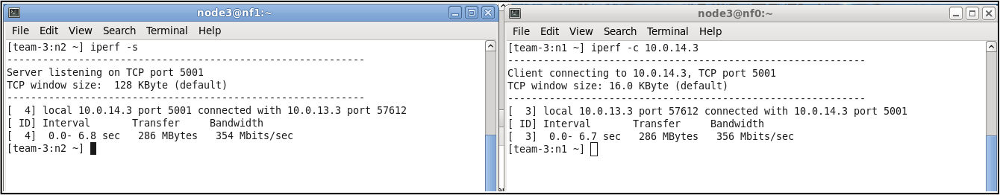 node3@nf1:~
File Edit View Search Terminal Help
[team-3:n2 ~] iperf -s
------------------------------------------------------------
Server listening on TCP port 5001
TCP window size:  128 KByte (default)
------------------------------------------------------------
[  4] local 10.0.14.3 port 5001 connected with 10.0.13.3 port 57612
[ ID] Interval       Transfer     Bandwidth
[  4]  0.0- 6.8 sec   286 MBytes   354 Mbits/sec
[team-3:n2 ~]
node3@nf0:~
File Edit View Search Terminal Help
[team-3:n1 ~] iperf -c 10.0.14.3
------------------------------------------------------------
Client connecting to 10.0.14.3, TCP port 5001
TCP window size: 16.0 KByte (default)
------------------------------------------------------------
[  3] local 10.0.13.3 port 57612 connected with 10.0.14.3 port 5001
[ ID] Interval       Transfer     Bandwidth
[  3]  0.0- 6.7 sec   286 MBytes   356 Mbits/sec
[team-3:n1 ~]